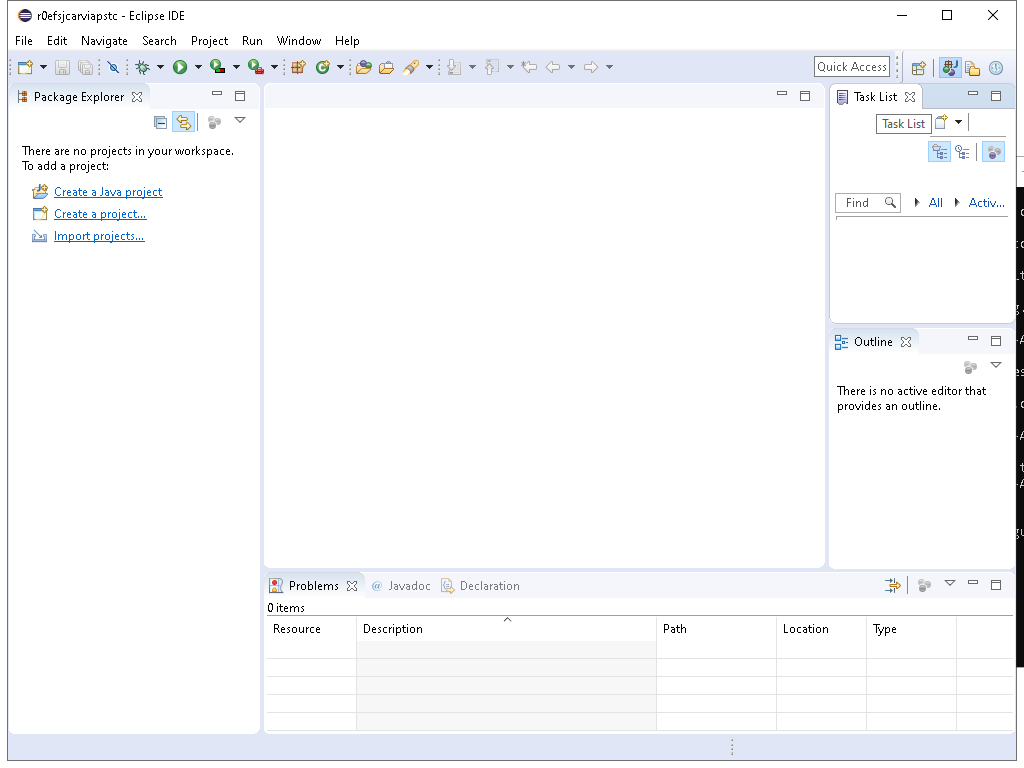 r0efsjcarviapstc - Eclipse IDE
File Edit Navigate Search Project Run Window Help
Quick Access
Package Explorer
There are no projects in your workspace.
To add a project:
Create a Java project
Create a project...
Import projects...
Task List
Task List
Find
All
Activ...
Outline
There is no active editor that
provides an outline.
Problems @ Javadoc Declaration
0 items
Resource Description Path Location Type